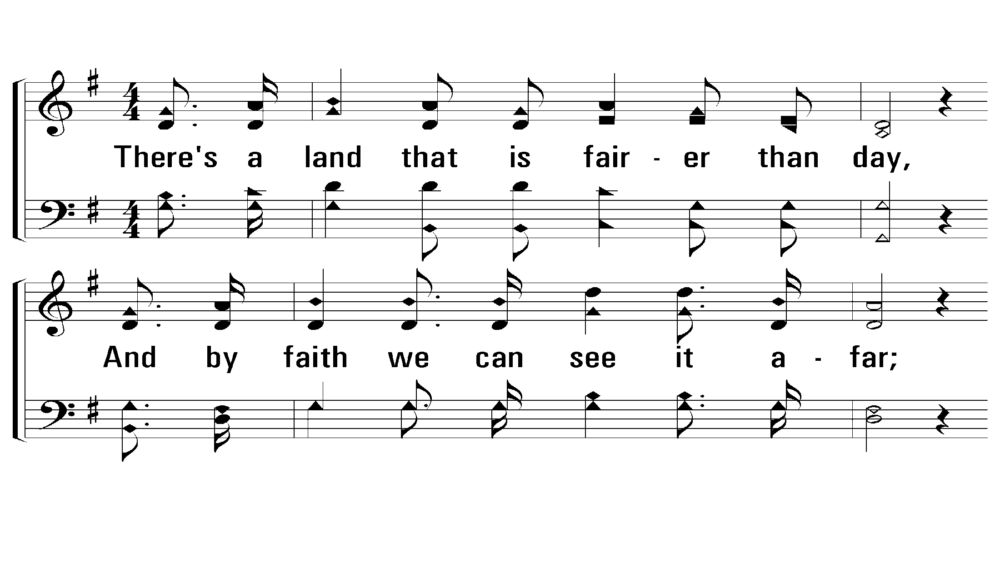 There's a land that is fair - er than day,
And by faith we can see it a - far;